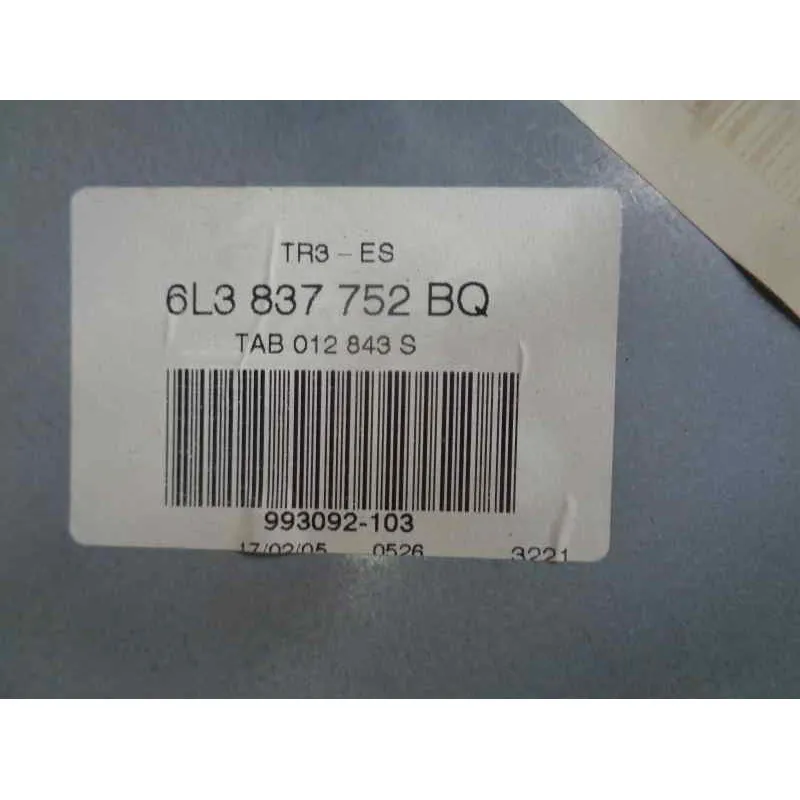 TR3 - ES
6L3 837 752 BQ
TAB 012 843 S
993092-103
17/02/05 0526 3221